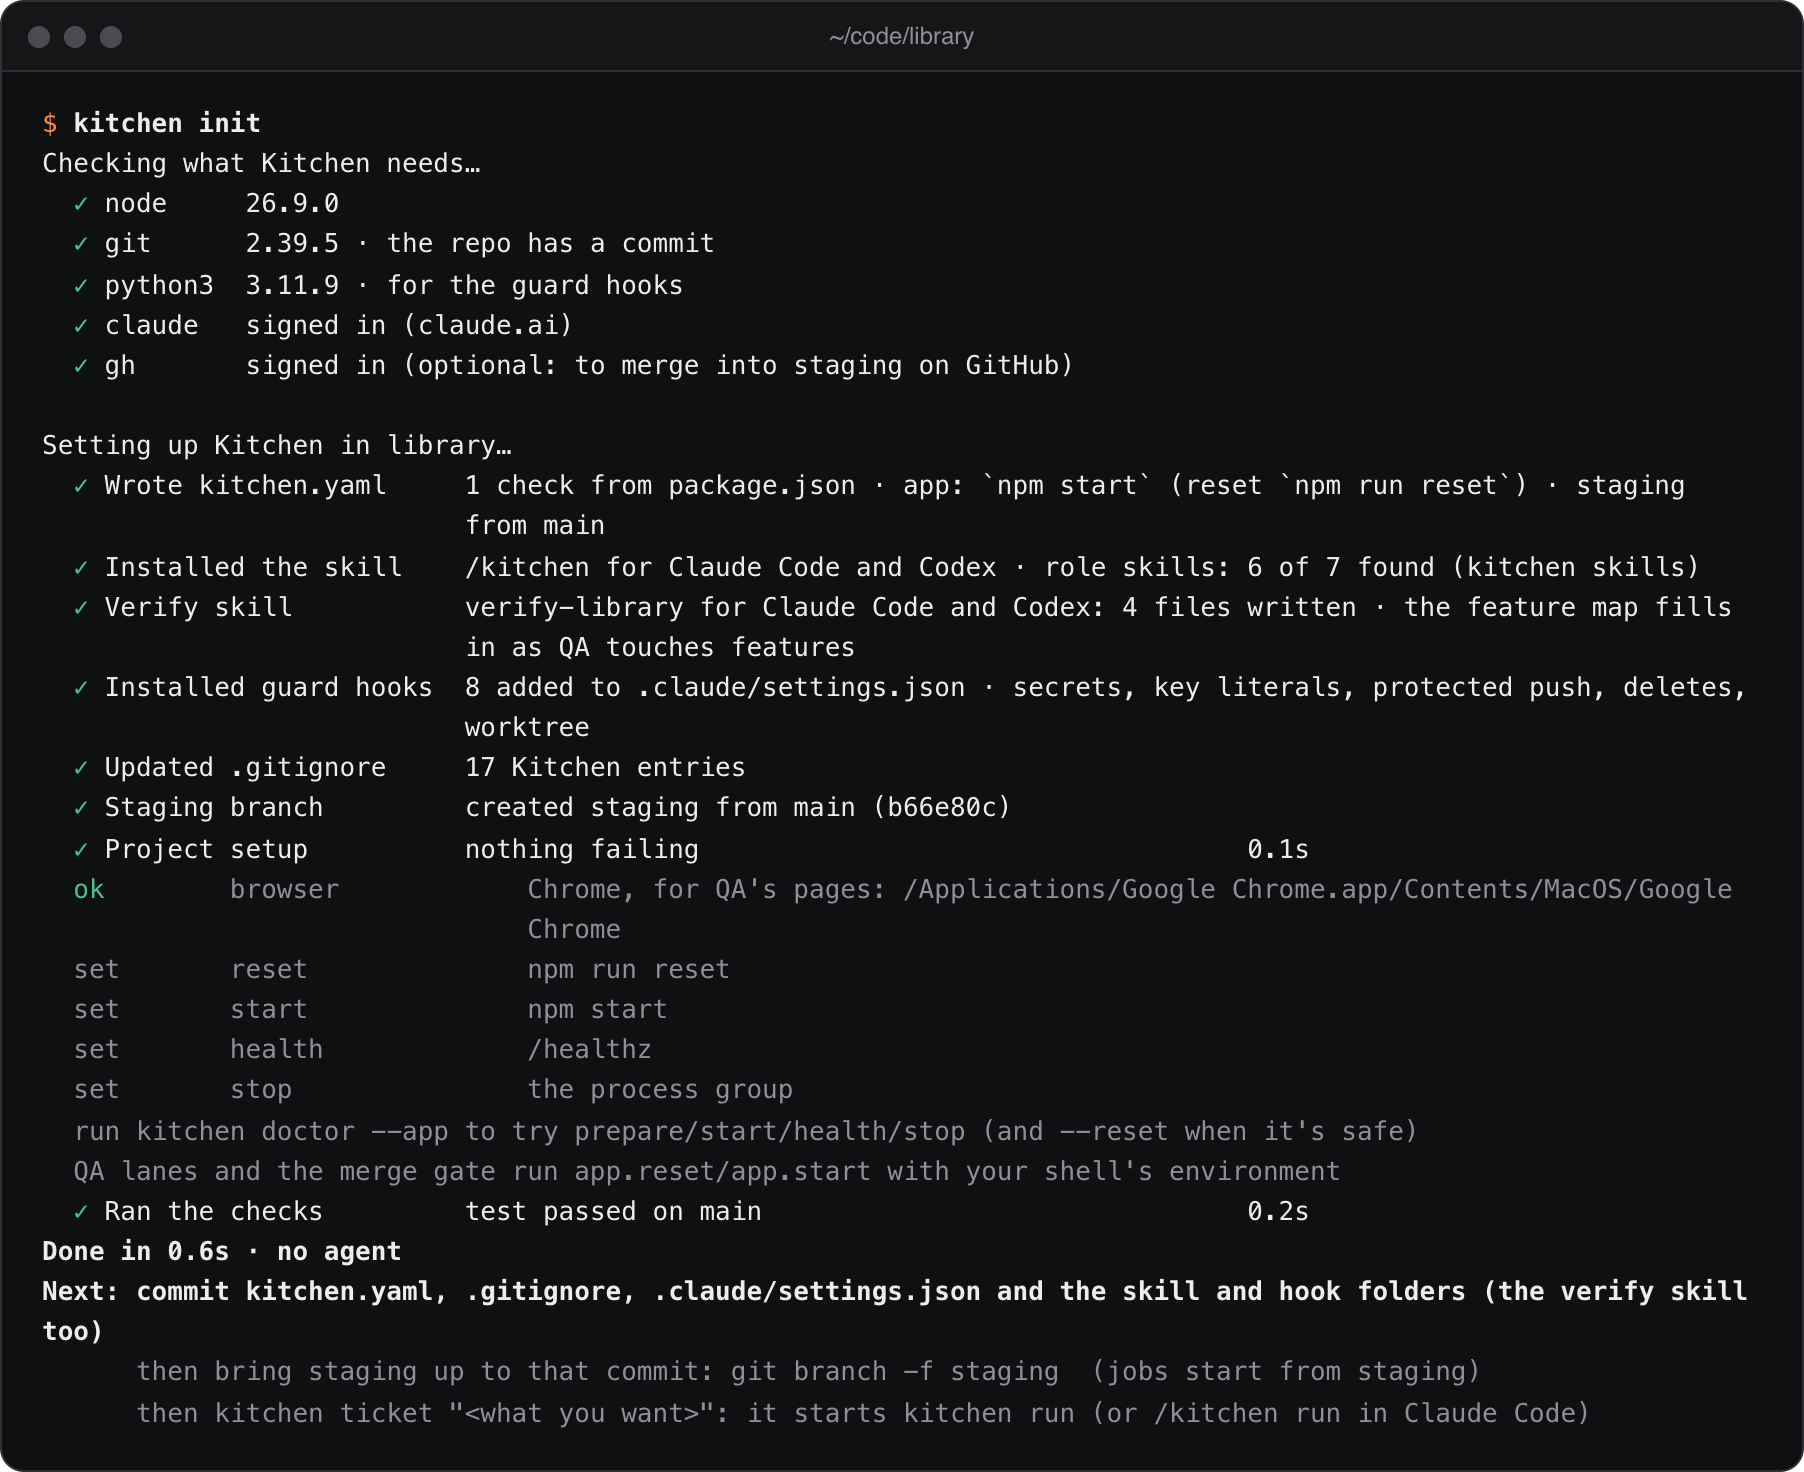 ~/code/library
$ kitchen init
Checking what Kitchen needs…
✓ node     26.9.0
✓ git      2.39.5 · the repo has a commit
✓ python3  3.11.9 · for the guard hooks
✓ claude   signed in (claude.ai)
✓ gh       signed in (optional: to merge into staging on GitHub)
Setting up Kitchen in library…
✓ Wrote kitchen.yaml     1 check from package.json · app: `npm start` (reset `npm run reset`) · staging
from main
✓ Installed the skill    /kitchen for Claude Code and Codex · role skills: 6 of 7 found (kitchen skills)
✓ Verify skill           verify-library for Claude Code and Codex: 4 files written · the feature map fills
in as QA touches features
✓ Installed guard hooks  8 added to .claude/settings.json · secrets, key literals, protected push, deletes,
worktree
✓ Updated .gitignore     17 Kitchen entries
✓ Staging branch         created staging from main (b66e80c)
✓ Project setup          nothing failing                                   0.1s
ok        browser            Chrome, for QA's pages: /Applications/Google Chrome.app/Contents/MacOS/Google
Chrome
set       reset              npm run reset
set       start              npm start
set       health             /healthz
set       stop               the process group
run kitchen doctor --app to try prepare/start/health/stop (and --reset when it's safe)
QA lanes and the merge gate run app.reset/app.start with your shell's environment
✓ Ran the checks         test passed on main                               0.2s
Done in 0.6s · no agent
Next: commit kitchen.yaml, .gitignore, .claude/settings.json and the skill and hook folders (the verify skill
too)
then bring staging up to that commit: git branch -f staging  (jobs start from staging)
then kitchen ticket "<what you want>": it starts kitchen run (or /kitchen run in Claude Code)